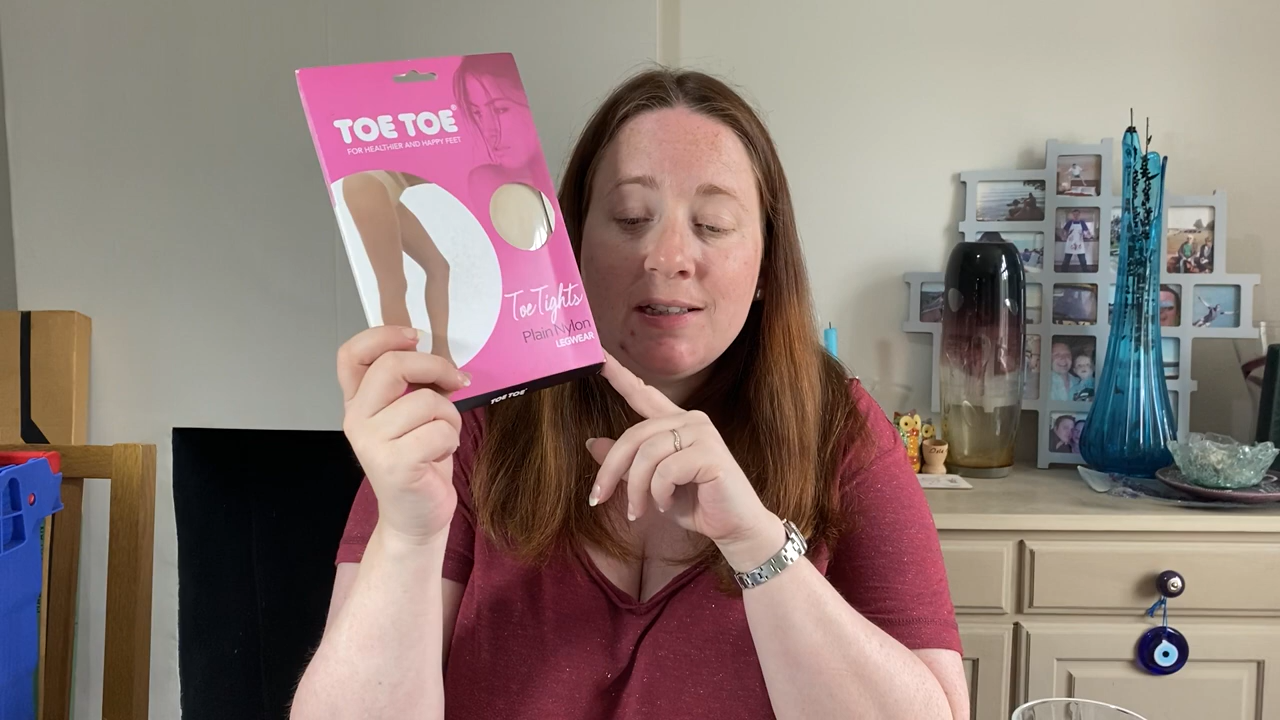 TOE TOE®
FOR HEALTHIER AND HAPPY FEET
Toe Tights
Plain Nylon
LEGWEAR
TOE TOE®